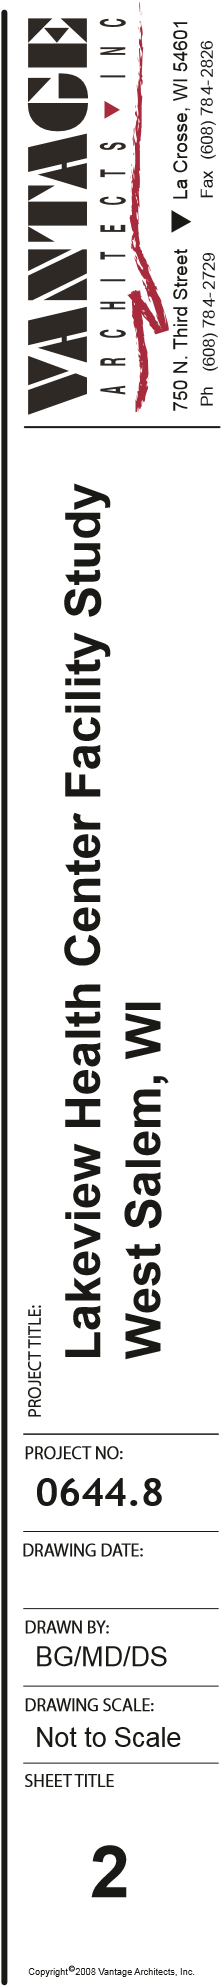 VANTAGE
ARCHITECTS ▼ INC
750 N. Third Street ▼ La Crosse, WI 54601
Ph (608) 784-2729 Fax (608) 784-2826
PROJECT TITLE:
Lakeview Health Center Facility Study
West Salem, WI
PROJECT NO:
0644.8
DRAWING DATE:
DRAWN BY:
BG/MD/DS
DRAWING SCALE:
Not to Scale
SHEET TITLE
2
Copyright©2008 Vantage Architects, Inc.